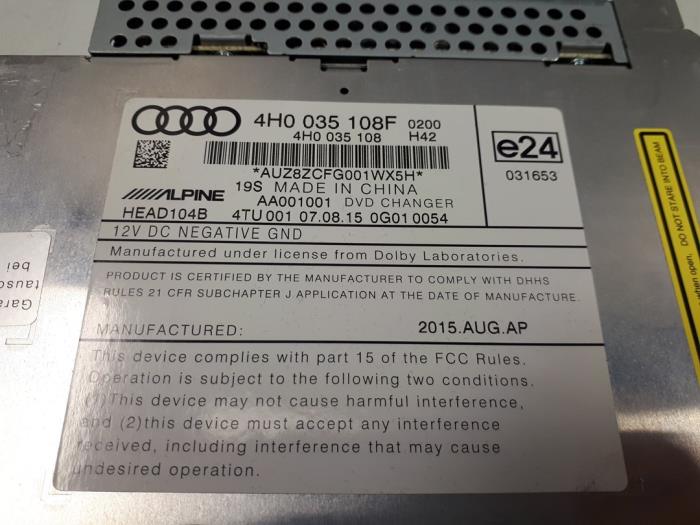 4H0 035 108F 0200
4H0 035 108 H42
e24
031653
*AUZ8ZCFG001WX5H*
19S MADE IN CHINA
ALPINE AA001001 DVD CHANGER
HEAD104B 4TU 001 07.08.15 0G01 0054
12V DC NEGATIVE GND
Manufactured under license from Dolby Laboratories.
PRODUCT IS CERTIFIED BY THE MANUFACTURER TO COMPLY WITH DHHS
RULES 21 CFR SUBCHAPTER J APPLICATION AT THE DATE OF MANUFACTURE.
MANUFACTURED: 2015.AUG.AP
This device complies with part 15 of the FCC Rules.
Operation is subject to the following two conditions.
(1)This device may not cause harmful interference,
and (2)this device must accept any interference
received, including interference that may cause
undesired operation.
DO NOT STARE INTO BEAM
when open.
Gara
tausc
bei